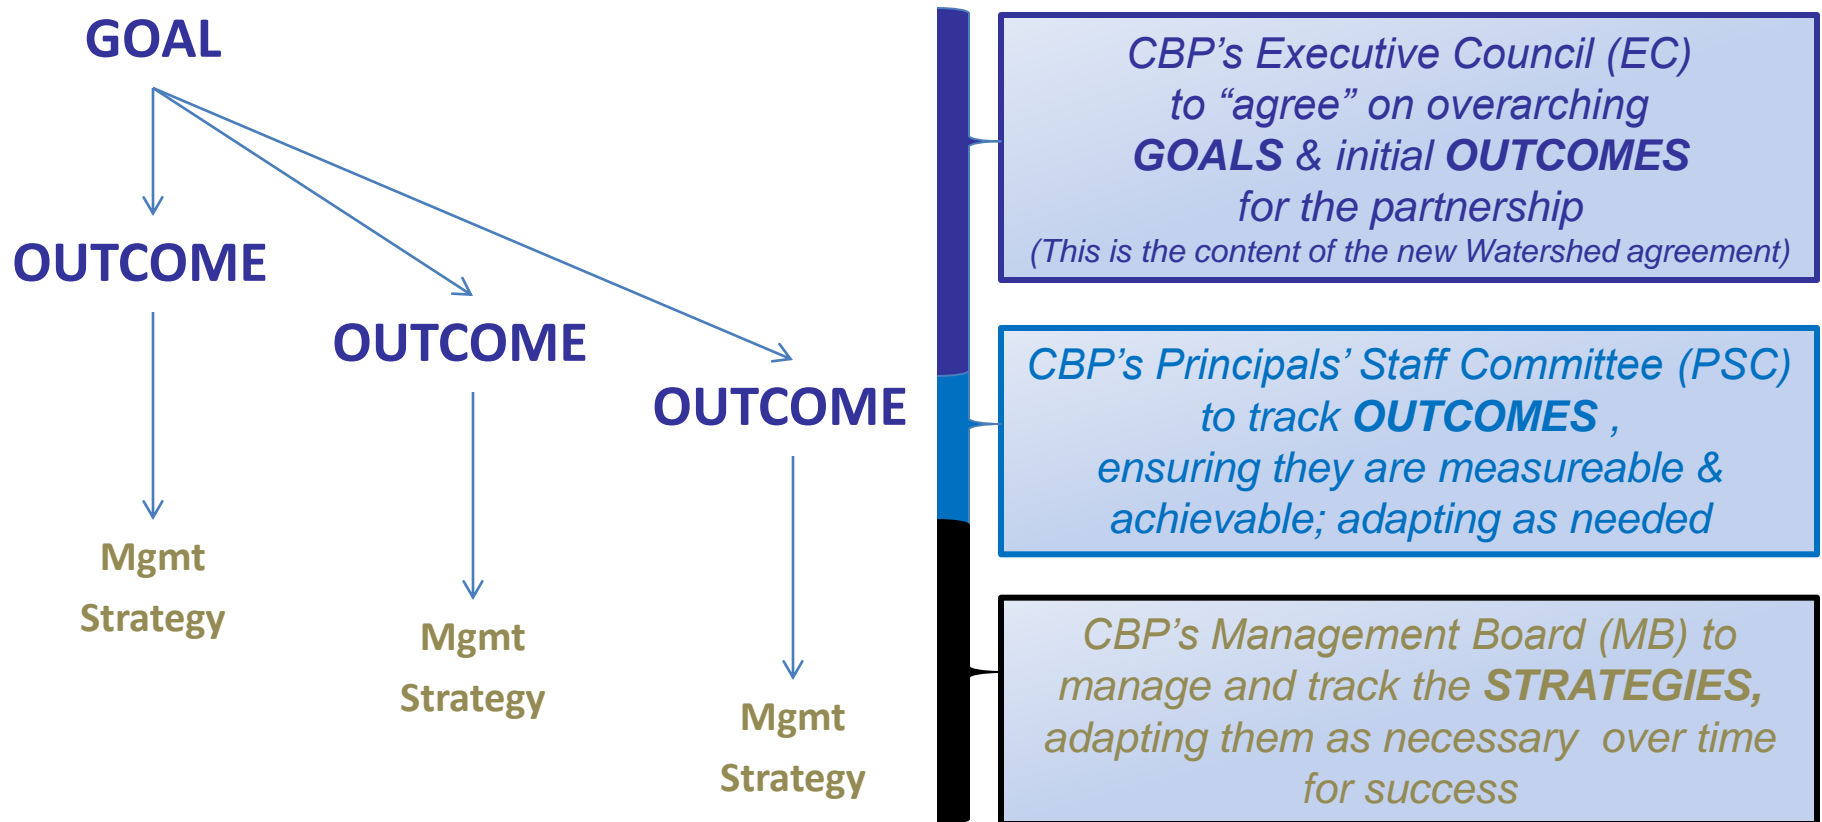 GOAL
OUTCOME
OUTCOME
OUTCOME
Mgmt
Strategy
Mgmt
Strategy
Mgmt
Strategy
CBP’s Executive Council (EC)
to “agree” on overarching
GOALS & initial OUTCOMES
for the partnership
(This is the content of the new Watershed agreement)
CBP’s Principals’ Staff Committee (PSC)
to track OUTCOMES ,
ensuring they are measureable &
achievable; adapting as needed
CBP’s Management Board (MB) to
manage and track the STRATEGIES,
adapting them as necessary over time
for success